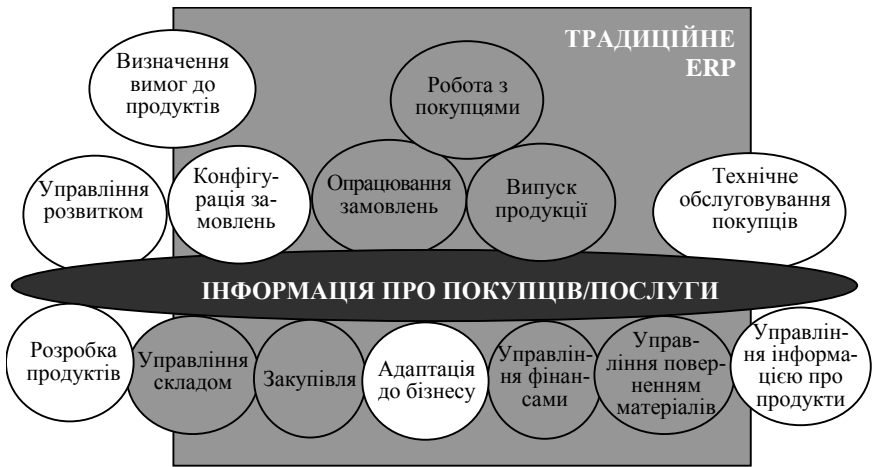 ТРАДИЦІЙНЕ
ERP
Визначення
вимог до
продуктів
Робота з
покупцями
Управління
розвитком
Конфігу-
рація за-
мовлень
Опрацювання
замовлень
Випуск
продукції
Технічне
обслуговування
покупців
ІНФОРМАЦІЯ ПРО ПОКУПЦІВ/ПОСЛУГИ
Розробка
продуктів
Управління
складом
Закупівля
Адаптація
до бізнесу
Управлін-
ня фінан-
сами
Управ-
ління повер-
ненням
матеріалів
Управлін-
ня інформа-
цією про
продукти